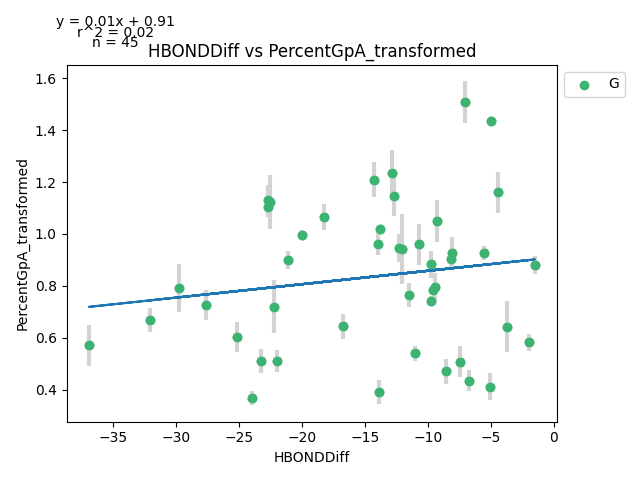 y = 0.01x + 0.91
r^2 = 0.02
n = 45
HBONDDiff vs PercentGpA_transformed
G
1.6
1.4
1.2
1.0
0.8
0.6
0.4
PercentGpA_transformed
−35
−30
−25
−20
−15
−10
−5
0
HBONDDiff